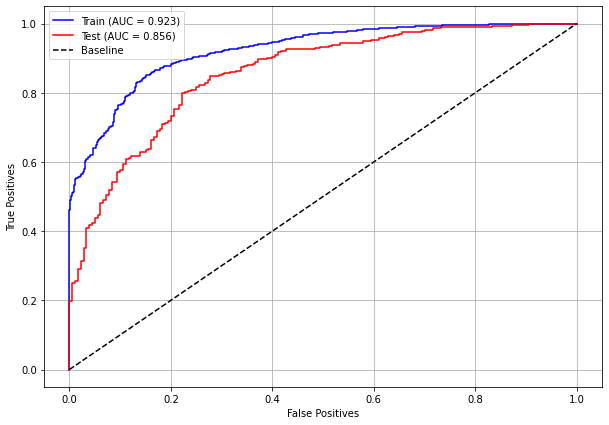 Train (AUC = 0.923)
Test (AUC = 0.856)
Baseline
1.0
0.8
0.6
0.4
0.2
0.0
True Positives
0.0 0.2 0.4 0.6 0.8 1.0
False Positives